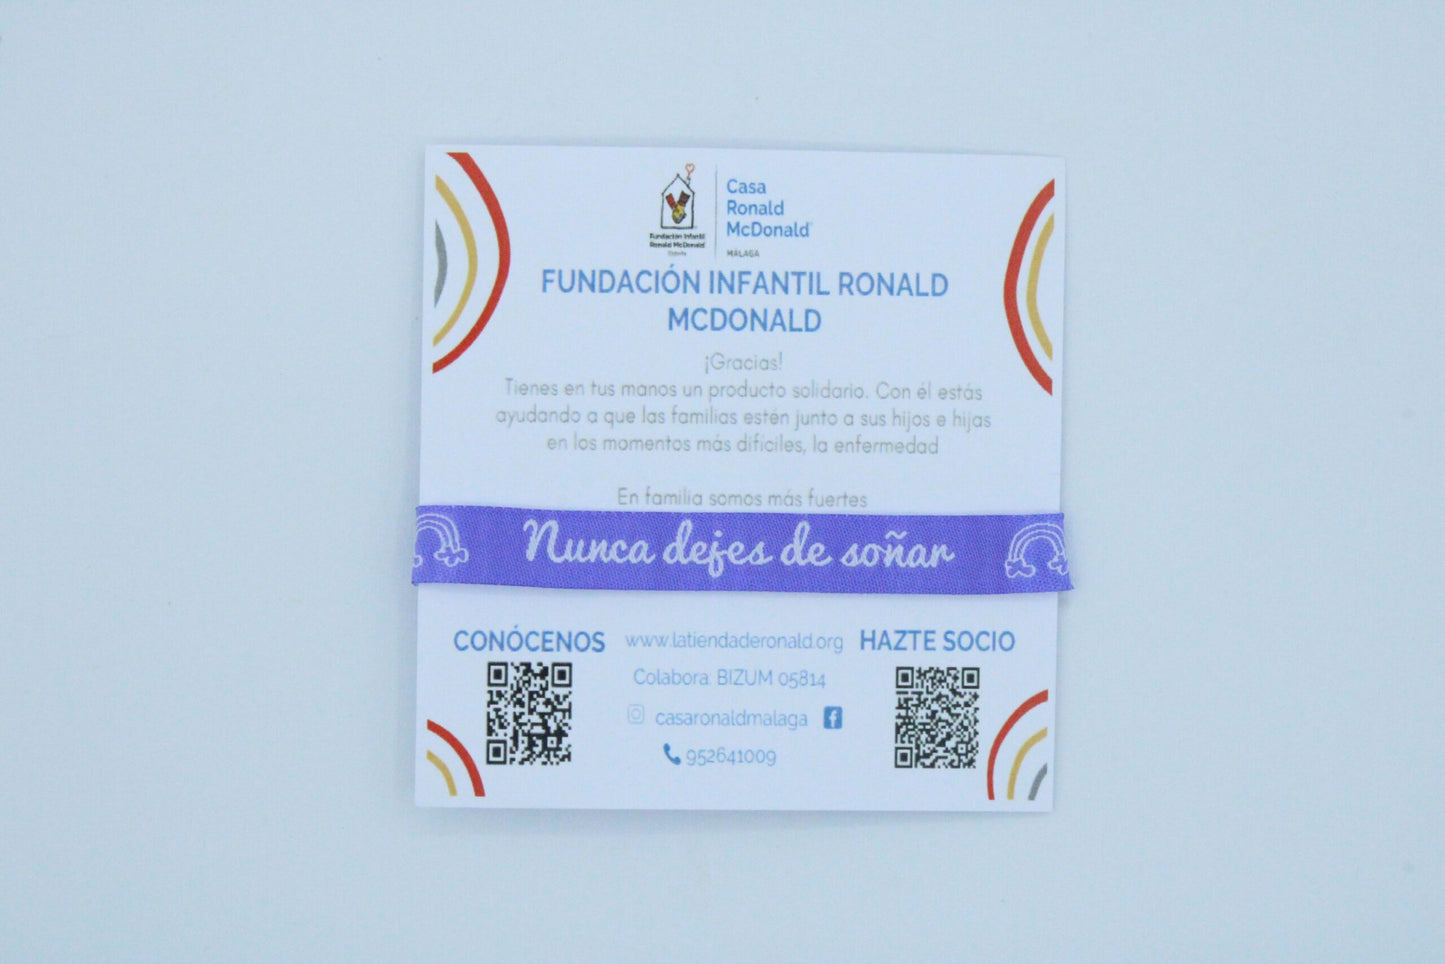 Casa
Ronald
McDonald
Fundación Infantil
Ronald McDonald
España
MÁLAGA
FUNDACIÓN INFANTIL RONALD
MCDONALD
¡Gracias!
Tienes en tus manos un producto solidario. Con él estás
ayudando a que las familias estén junto a sus hijos e hijas
en los momentos más difíciles, la enfermedad
En familia somos más fuertes
Nunca dejes de soñar
CONÓCENOS
www.latiendaderonald.org
HAZTE SOCIO
Colabora: BIZUM 05814
casaronaldmalaga
952641009